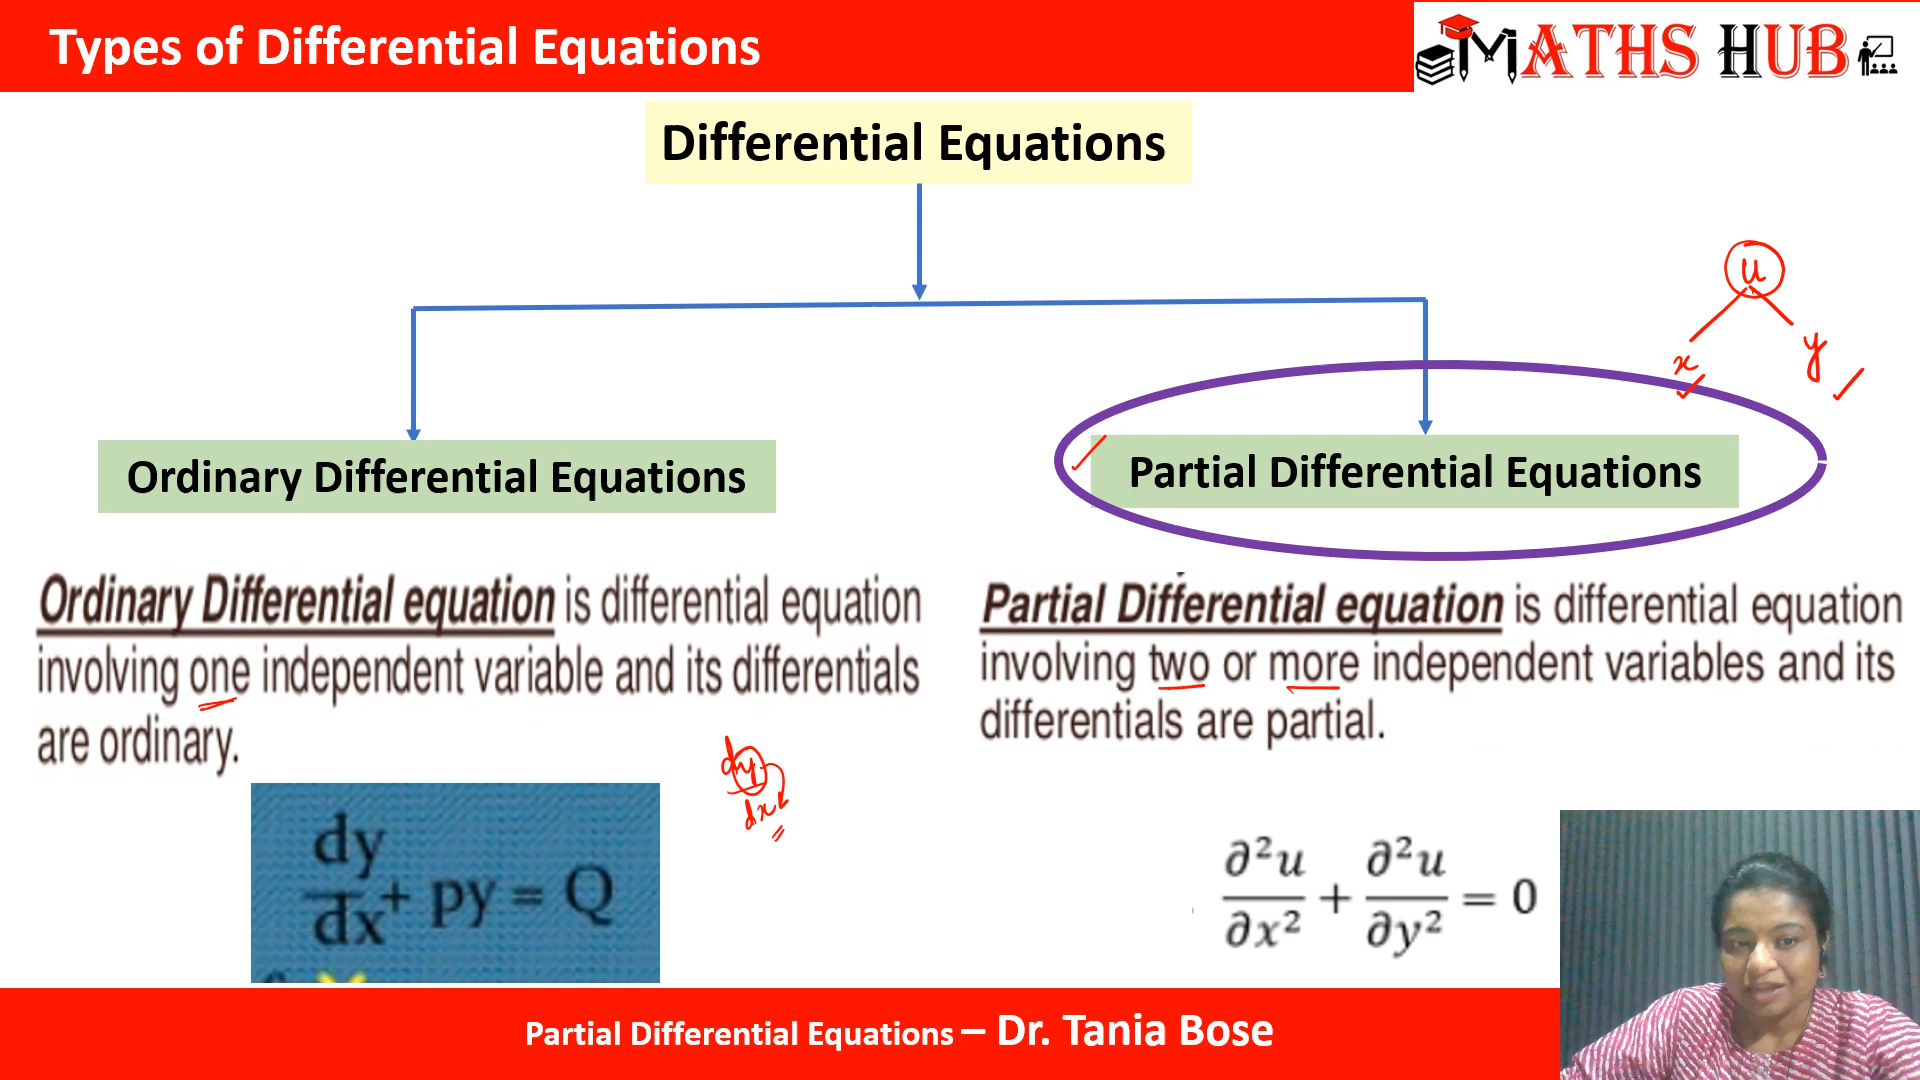 Types of Differential Equations
MATHS HUB
Differential Equations
u
x
y
Ordinary Differential Equations
Partial Differential Equations
Ordinary Differential equation is differential equation
involving one independent variable and its differentials
are ordinary.
Partial Differential equation is differential equation
involving two or more independent variables and its
differentials are partial.
dy
dx
dy/dx + py = Q
∂²u/∂x² + ∂²u/∂y² = 0
Partial Differential Equations – Dr. Tania Bose